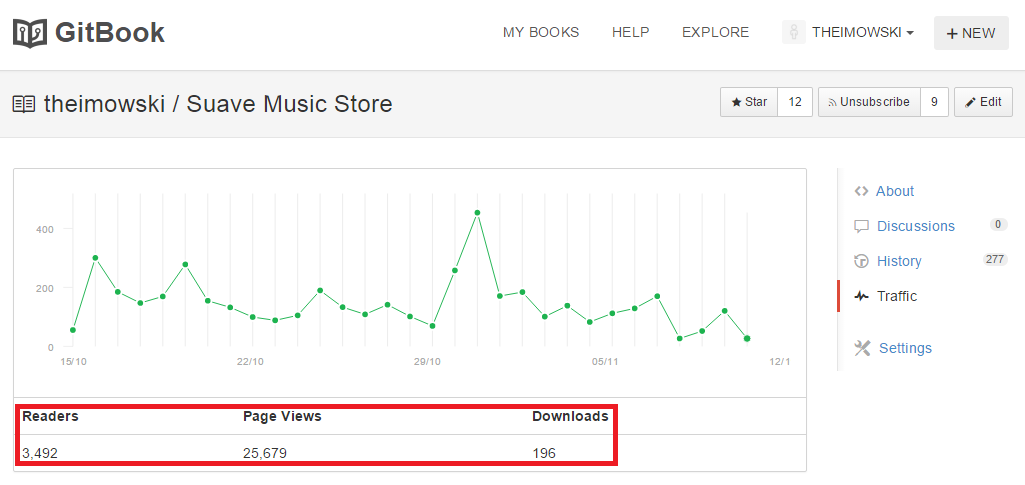 GitBook MY BOOKS HELP EXPLORE THEIMOWSKI + NEW
theimowski / Suave Music Store Star 12 Unsubscribe 9 Edit
400
200
0
15/10 22/10 29/10 05/11 12/1
About
Discussions 0
History 277
Traffic
Settings
Readers Page Views Downloads
3,492 25,679 196